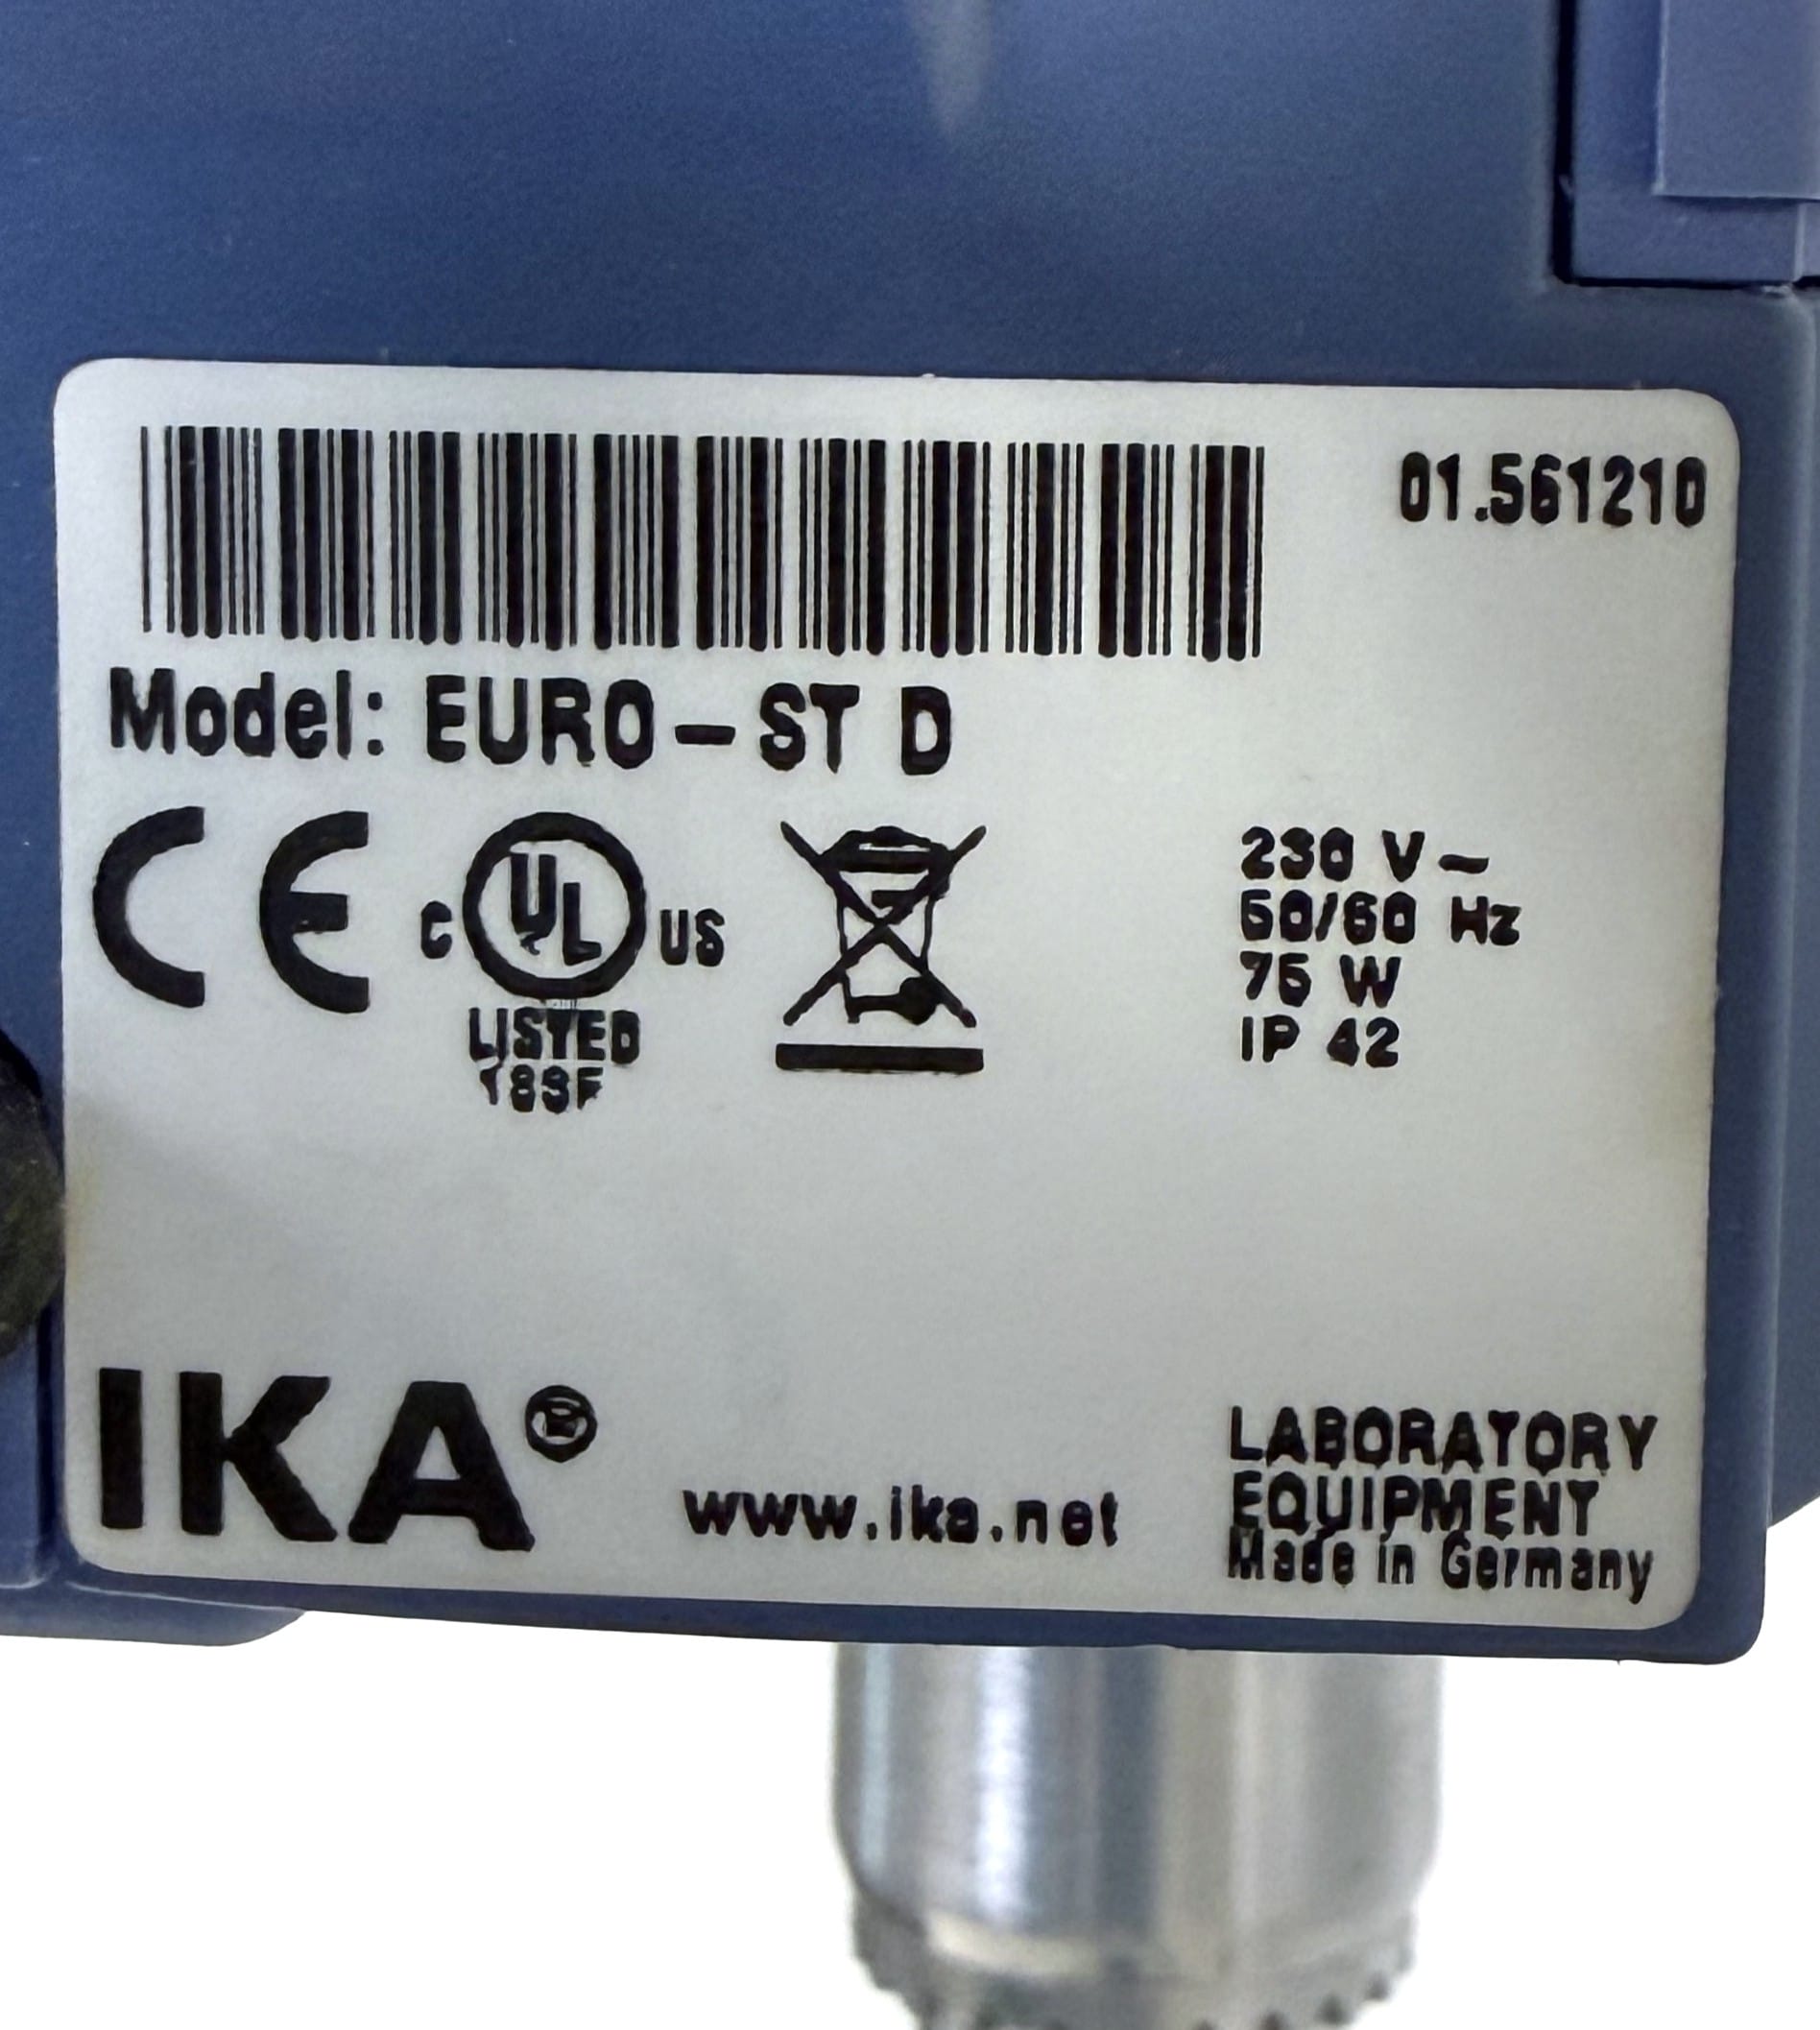 01.561210
Model: EURO-ST D
CE
C UL US
LISTED
230 V~
50/60 Hz
75 W
IP 42
IKA®
www.ika.net
LABORATORY
EQUIPMENT
Made in Germany